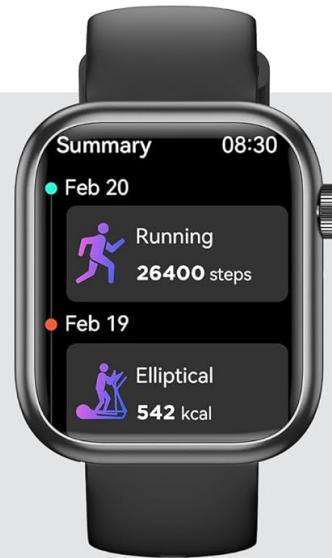 Summary 08:30
Feb 20
Running
26400 steps
Feb 19
Elliptical
542 kcal